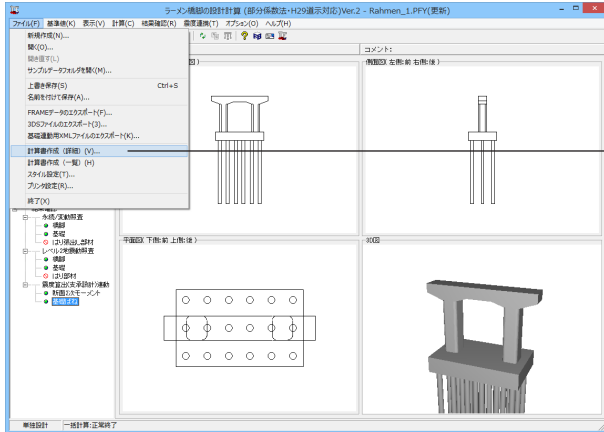 ラーメン橋脚の設計計算 (部分係数法・H29道示対応)Ver.2 - Rahmen_1.PFY(更新)
ファイル(F) 基準値(K) 表示(V) 計算(C) 結果確認(R) 震度連携(T) オプション(O) ヘルプ(H)
新規作成(N)...
開く(O)...
開き直す(L)
サンプルデータフォルダを開く(M)...
上書き保存(S) Ctrl+S
名前を付けて保存(A)...
FRAMEデータのエクスポート(F)...
3DSファイルのエクスポート(3)...
基礎連動用XMLファイルのエクスポート(K)...
計算書作成（詳細）(V)...
計算書作成（一覧）(H)
スタイル設定(T)...
プリンタ設定(R)...
終了(X)
コメント:
側面図( 左側:前 右側:後 )
永続/変動照査
橋脚
基礎
はり張出し部材
レベル2地震動照査
橋脚
基礎
はり部材
震度算出(支承設計)連動
断面2次モーメント
基礎ばね
平面図( 下側:前 上側:後 )
3D図
単独設計
一括計算:正常終了